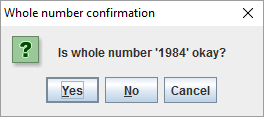 Whole number confirmation
Is whole number '1984' okay?
Yes No Cancel